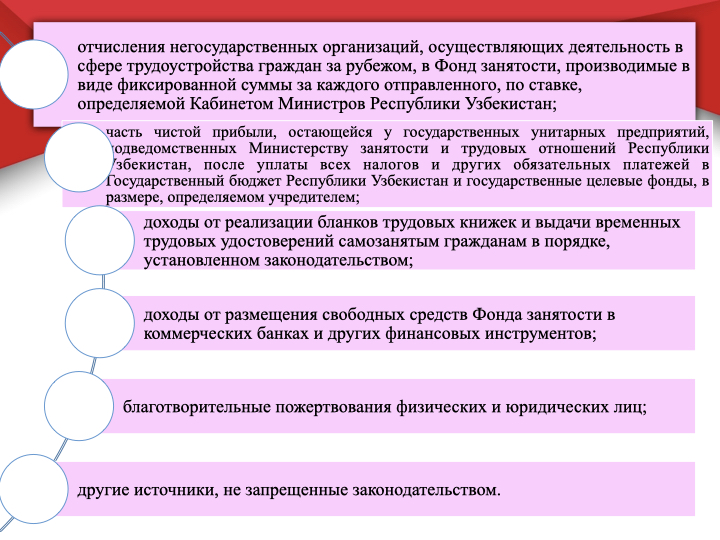 отчисления негосударственных организаций, осуществляющих деятельность в
сфере трудоустройства граждан за рубежом, в Фонд занятости, производимые в
виде фиксированной суммы за каждого отправленного, по ставке,
определяемой Кабинетом Министров Республики Узбекистан;
часть чистой прибыли, остающейся у государственных унитарных предприятий,
подведомственных Министерству занятости и трудовых отношений Республики
Узбекистан, после уплаты всех налогов и других обязательных платежей в
Государственный бюджет Республики Узбекистан и государственные целевые фонды, в
размере, определяемом учредителем;
доходы от реализации бланков трудовых книжек и выдачи временных
трудовых удостоверений самозанятым гражданам в порядке,
установленном законодательством;
доходы от размещения свободных средств Фонда занятости в
коммерческих банках и других финансовых инструментов;
благотворительные пожертвования физических и юридических лиц;
другие источники, не запрещенные законодательством.